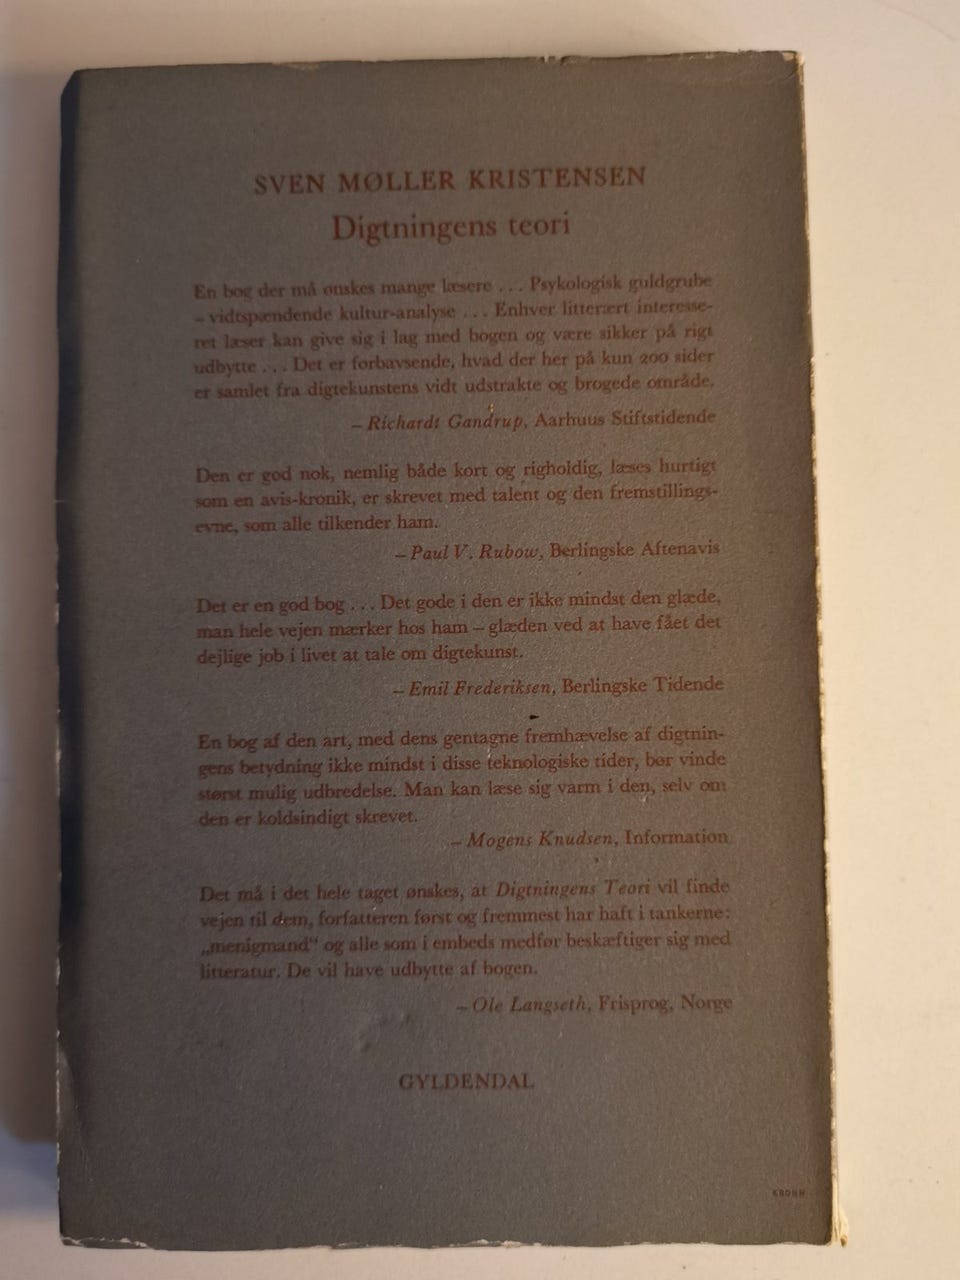 SVEN MØLLER KRISTENSEN
Digtningens teori
En bog der må ønskes mange læsere . . . Psykologisk guldgrube
– vidtspændende kultur-analyse . . . Enhver litterært interesse-
ret læser kan give sig i lag med bogen og være sikker på rigt
udbytte . . . Det er forbavsende, hvad der her på kun 200 sider
er samlet fra digtekunstens vidt udstrakte og brogede område.
– Richardt Gandrup, Aarhuus Stiftstidende
Den er god nok, nemlig både kort og righoldig, læses hurtigt
som en avis-kronik, er skrevet med talent og den fremstillings-
evne, som alle tilkender ham.
– Paul V. Rubow, Berlingske Aftenavis
Det er en god bog . . . Det gode i den er ikke mindst den glæde,
man hele vejen mærker hos ham – glæden ved at have fået det
dejlige job i livet at tale om digtekunst.
– Emil Frederiksen, Berlingske Tidende
En bog af den art, med dens gentagne fremhævelse af digtnin-
gens betydning ikke mindst i disse teknologiske tider, bør vinde
størst mulig udbredelse. Man kan læse sig varm i den, selv om
den er koldsindigt skrevet.
– Mogens Knudsen, Information
Det må i det hele taget ønskes, at Digtningens Teori vil finde
vejen til dem, forfatteren først og fremmest har haft i tankerne:
„menigmand“ og alle som i embeds medfør beskæftiger sig med
litteratur. De vil have udbytte af bogen.
– Ole Langseth, Frisprog, Norge
GYLDENDAL
KROHN